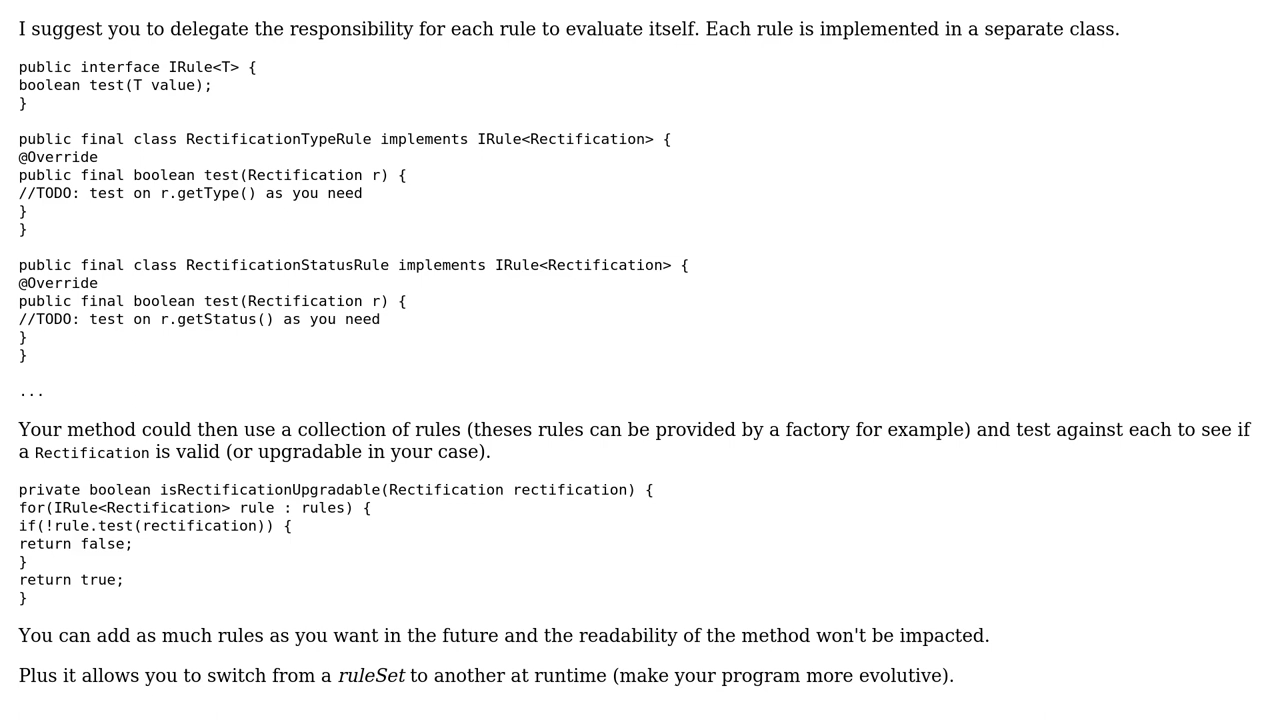 I suggest you to delegate the responsibility for each rule to evaluate itself. Each rule is implemented in a separate class.
public interface IRule<T> {
boolean test(T value);
}
public final class RectificationTypeRule implements IRule<Rectification> {
@Override
public final boolean test(Rectification r) {
//TODO: test on r.getType() as you need
}
}
public final class RectificationStatusRule implements IRule<Rectification> {
@Override
public final boolean test(Rectification r) {
//TODO: test on r.getStatus() as you need
}
}
...
Your method could then use a collection of rules (theses rules can be provided by a factory for example) and test against each to see if
a Rectification is valid (or upgradable in your case).
private boolean isRectificationUpgradable(Rectification rectification) {
for(IRule<Rectification> rule : rules) {
if(!rule.test(rectification)) {
return false;
}
return true;
}
You can add as much rules as you want in the future and the readability of the method won't be impacted.
Plus it allows you to switch from a ruleSet to another at runtime (make your program more evolutive).